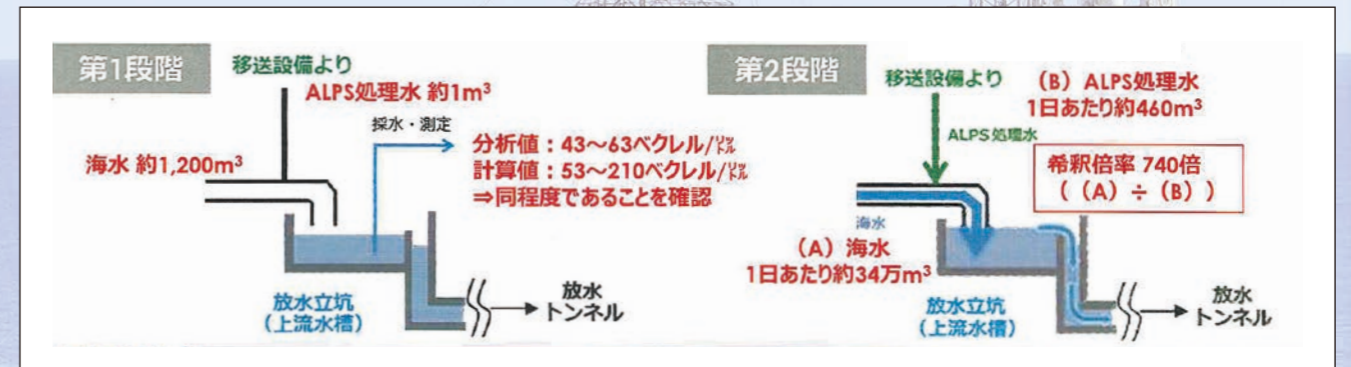 第1段階
移送設備より
ALPS処理水 約1m³
採水・測定
海水 約1,200m³
分析値：43～63ベクレル/㍑
計算値：53～210ベクレル/㍑
⇒同程度であることを確認
放水立坑
(上流水槽)
放水
トンネル
第2段階
移送設備より
(B) ALPS処理水
1日あたり約460m³
ALPS処理水
希釈倍率 740倍
( (A) ÷ (B) )
海水
(A) 海水
1日あたり約34万m³
放水立坑
(上流水槽)
放水
トンネル